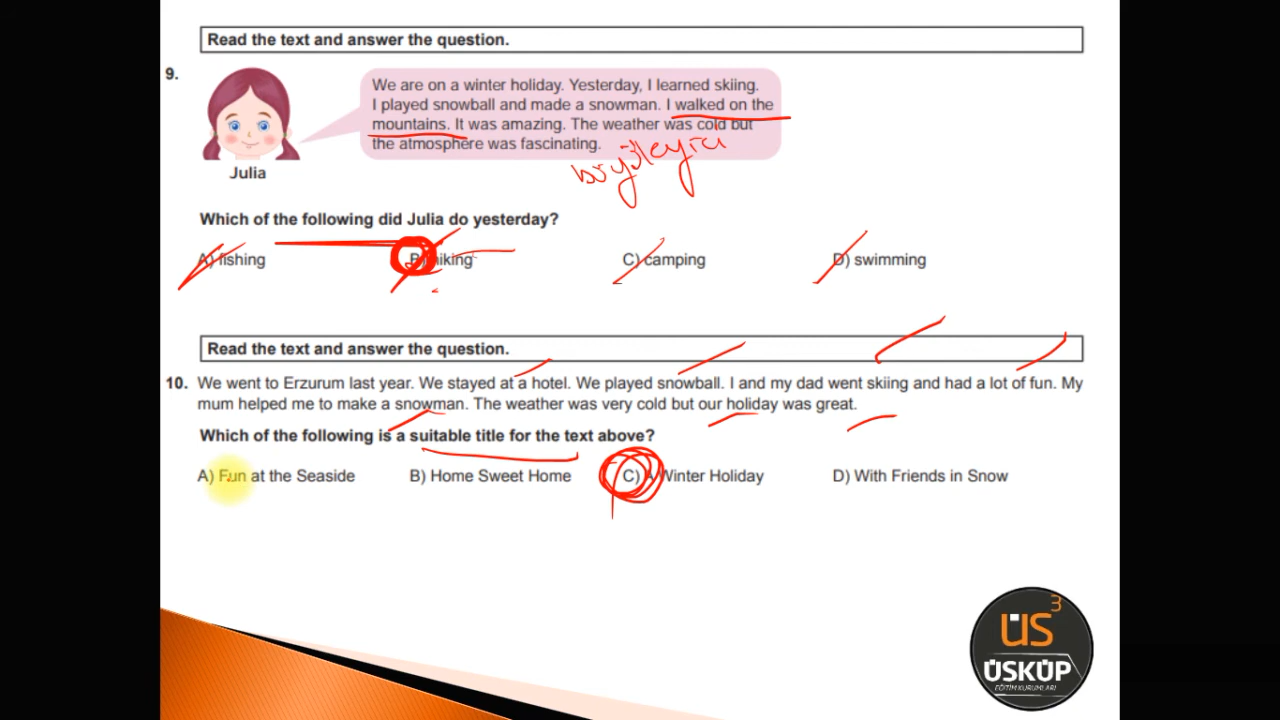 Read the text and answer the question.
9.
We are on a winter holiday. Yesterday, I learned skiing.
I played snowball and made a snowman. I walked on the
mountains. It was amazing. The weather was cold but
the atmosphere was fascinating.
büyüleyici
Julia
Which of the following did Julia do yesterday?
A) fishing B) hiking C) camping D) swimming
Read the text and answer the question.
10. We went to Erzurum last year. We stayed at a hotel. We played snowball. I and my dad went skiing and had a lot of fun. My
mum helped me to make a snowman. The weather was very cold but our holiday was great.
Which of the following is a suitable title for the text above?
A) Fun at the Seaside B) Home Sweet Home C) A Winter Holiday D) With Friends in Snow
ÜS 3
ÜSKÜP
EĞİTİM KURUMLARI